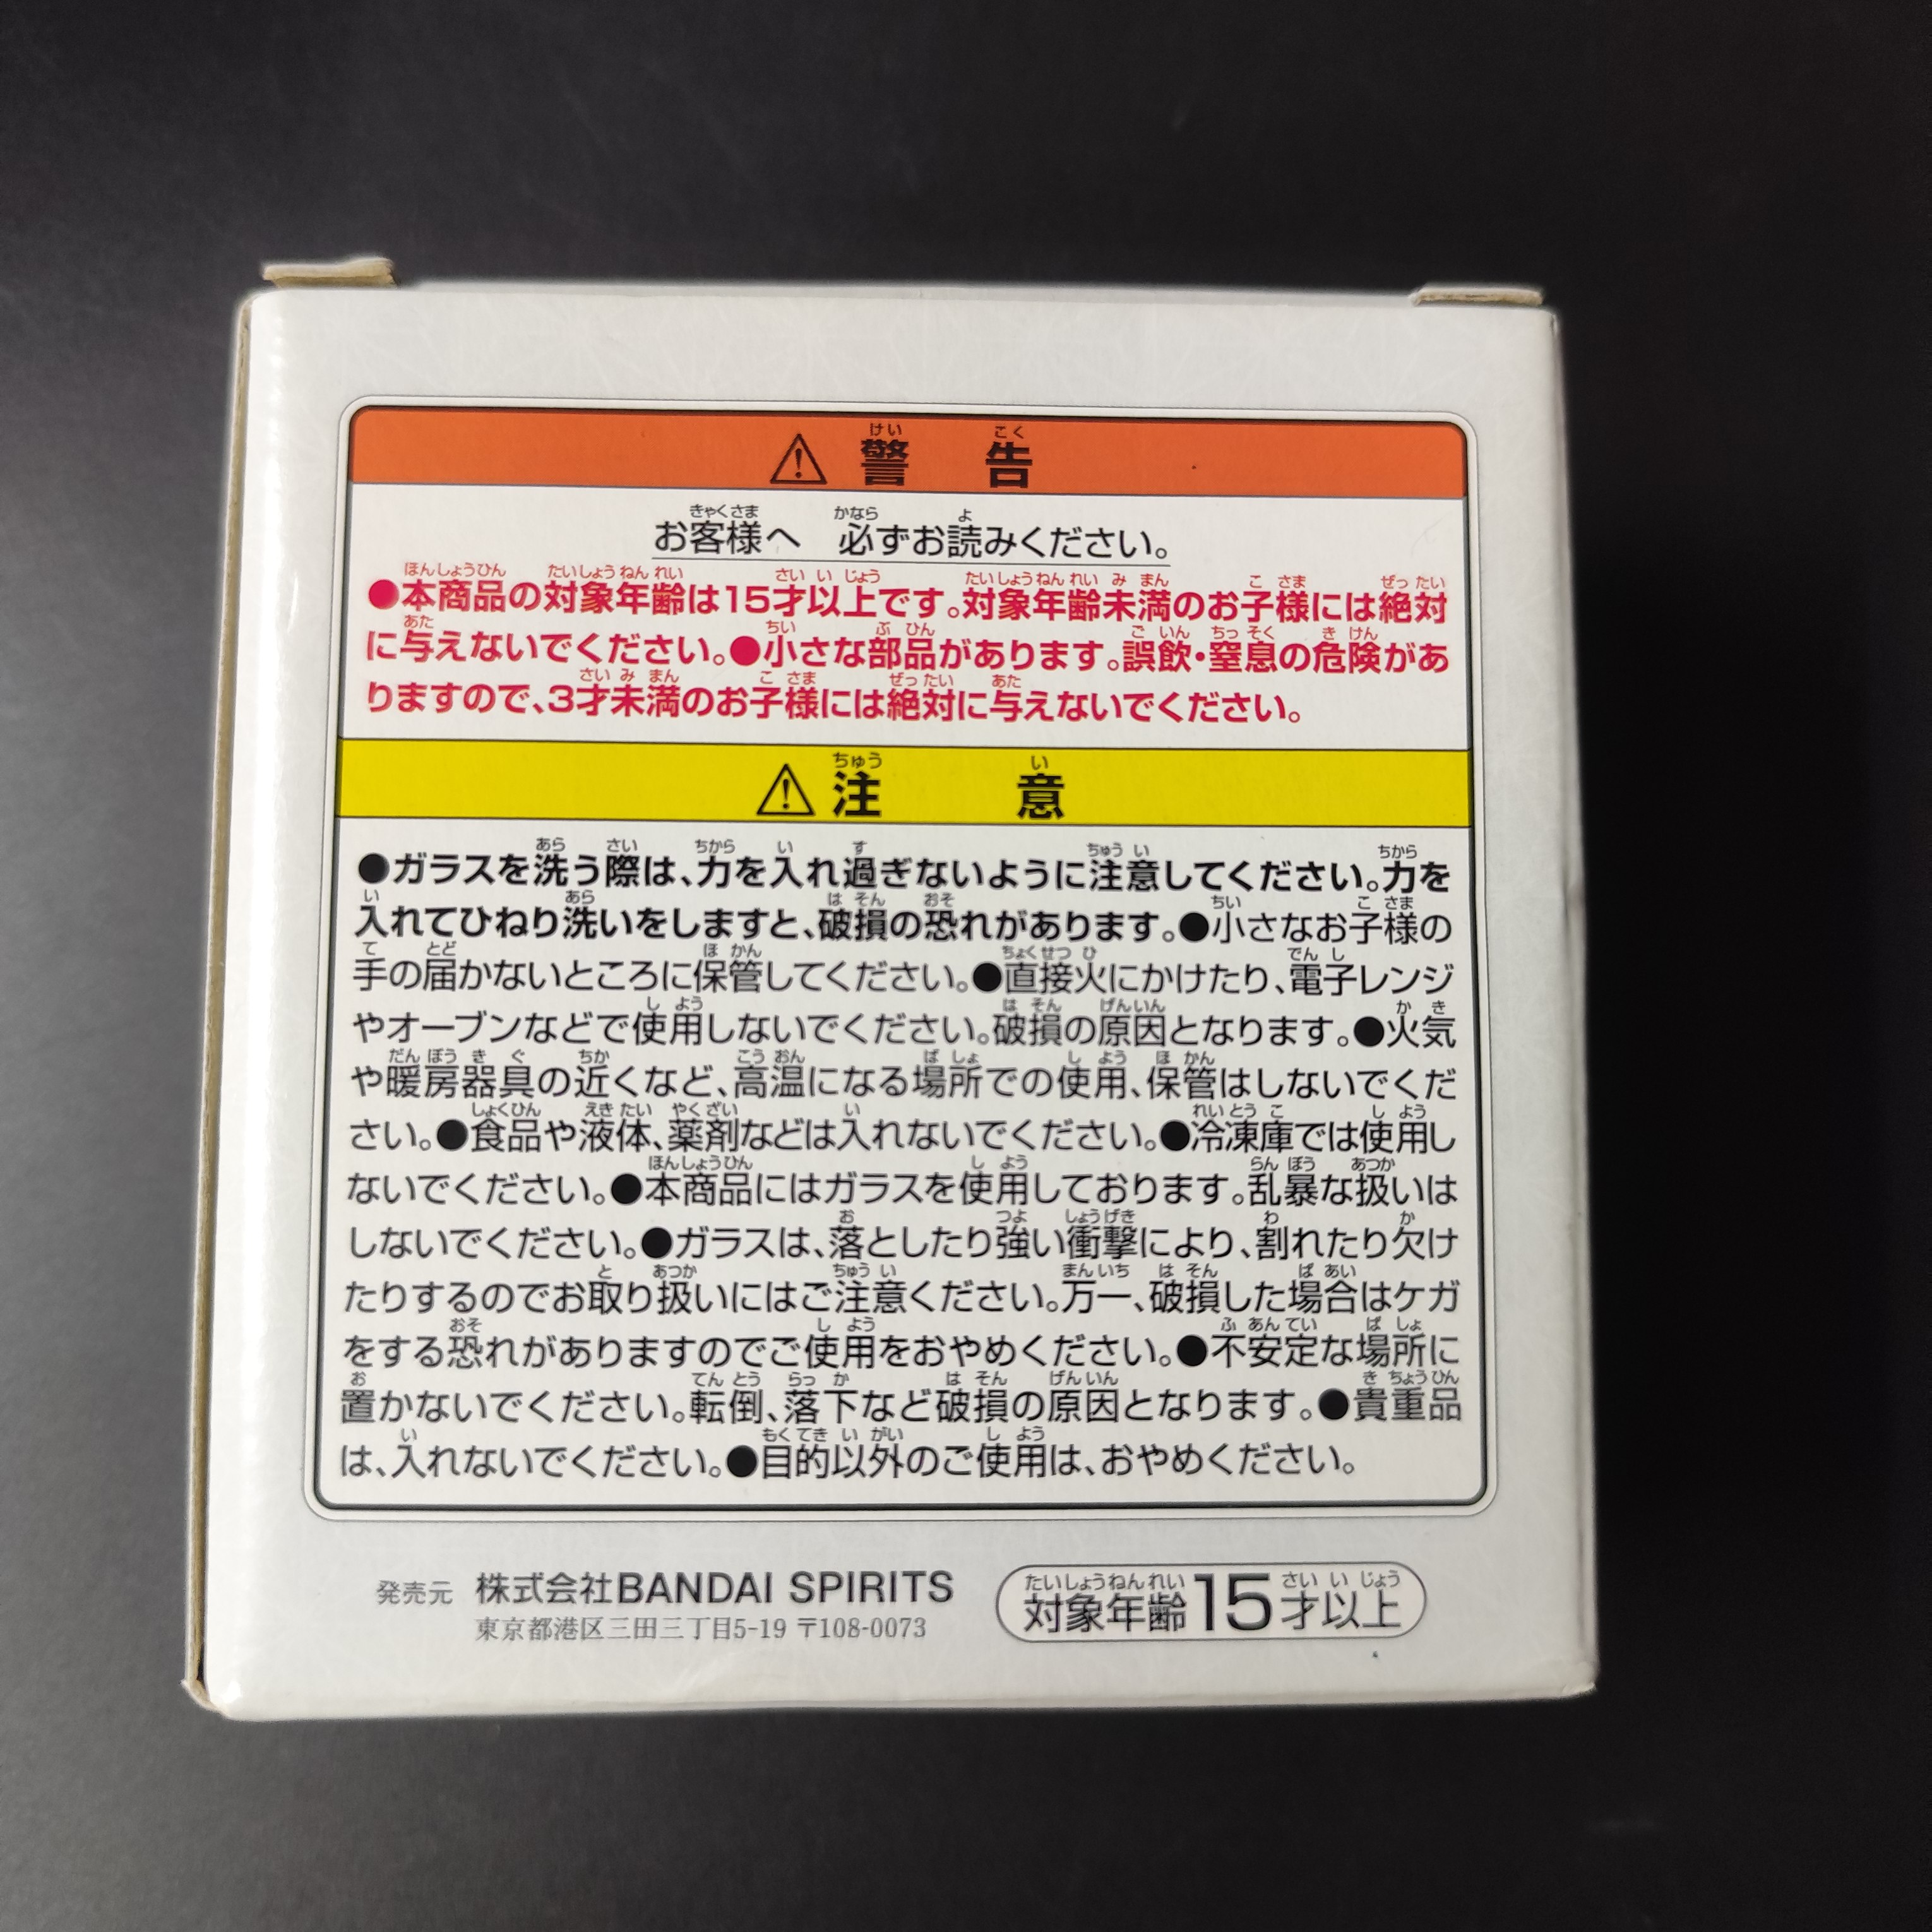 ⚠警告
お客様へ 必ずお読みください。
●本商品の対象年齢は15才以上です。対象年齢未満のお子様には絶対
に与えないでください。●小さな部品があります。誤飲・窒息の危険があ
りますので、3才未満のお子様には絶対に与えないでください。
⚠注意
●ガラスを洗う際は、力を入れ過ぎないように注意してください。力を
入れてひねり洗いをしますと、破損の恐れがあります。●小さなお子様の
手の届かないところに保管してください。●直接火にかけたり、電子レンジ
やオーブンなどで使用しないでください。破損の原因となります。●火気
や暖房器具の近くなど、高温になる場所での使用、保管はしないでくだ
さい。●食品や液体、薬剤などは入れないでください。●冷凍庫では使用し
ないでください。●本商品にはガラスを使用しております。乱暴な扱いは
しないでください。●ガラスは、落としたり強い衝撃により、割れたり欠け
たりするのでお取り扱いにはご注意ください。万一、破損した場合はケガ
をする恐れがありますのでご使用をおやめください。●不安定な場所に
置かないでください。転倒、落下など破損の原因となります。●貴重品
は、入れないでください。●目的以外のご使用は、おやめください。
発売元 株式会社BANDAI SPIRITS
東京都港区三田三丁目5-19 〒108-0073
対象年齢15才以上